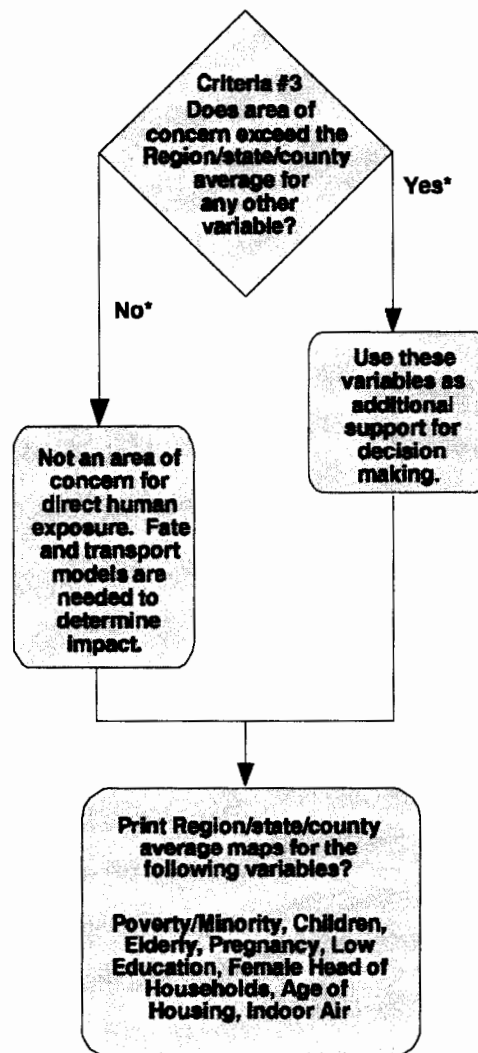 Criteria #3
Does area of
concern exceed the
Region/state/county
average for
any other
variable?
Yes*
No*
Use these
variables as
additional
support for
decision
making.
Not an area of
concern for
direct human
exposure. Fate
and transport
models are
needed to
determine
impact.
Print Region/state/county
average maps for the
following variables?
Poverty/Minority, Children,
Elderly, Pregnancy, Low
Education, Female Head of
Households, Age of
Housing, Indoor Air